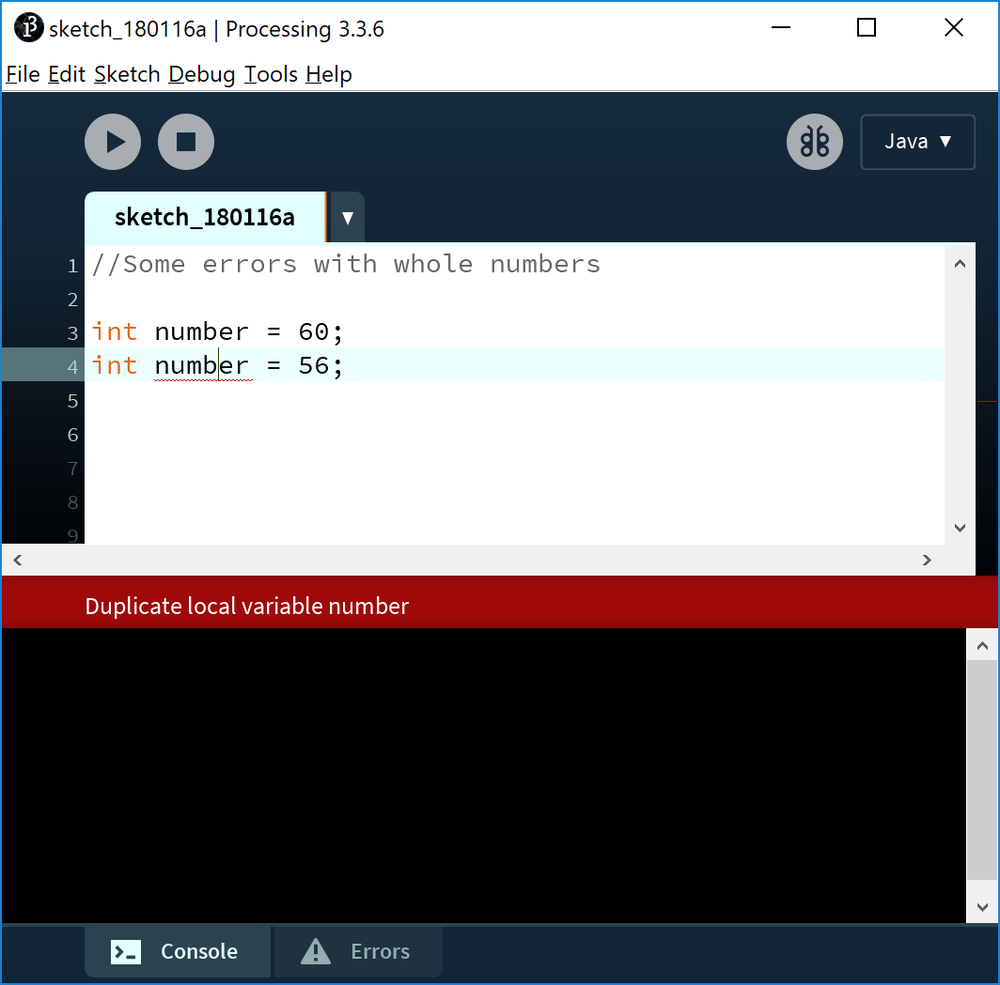 sketch_180116a | Processing 3.3.6
File Edit Sketch Debug Tools Help
Java ▼
sketch_180116a ▼
1 //Some errors with whole numbers
2
3 int number = 60;
4 int number = 56;
5
6
7
8
9
Duplicate local variable number
Console Errors